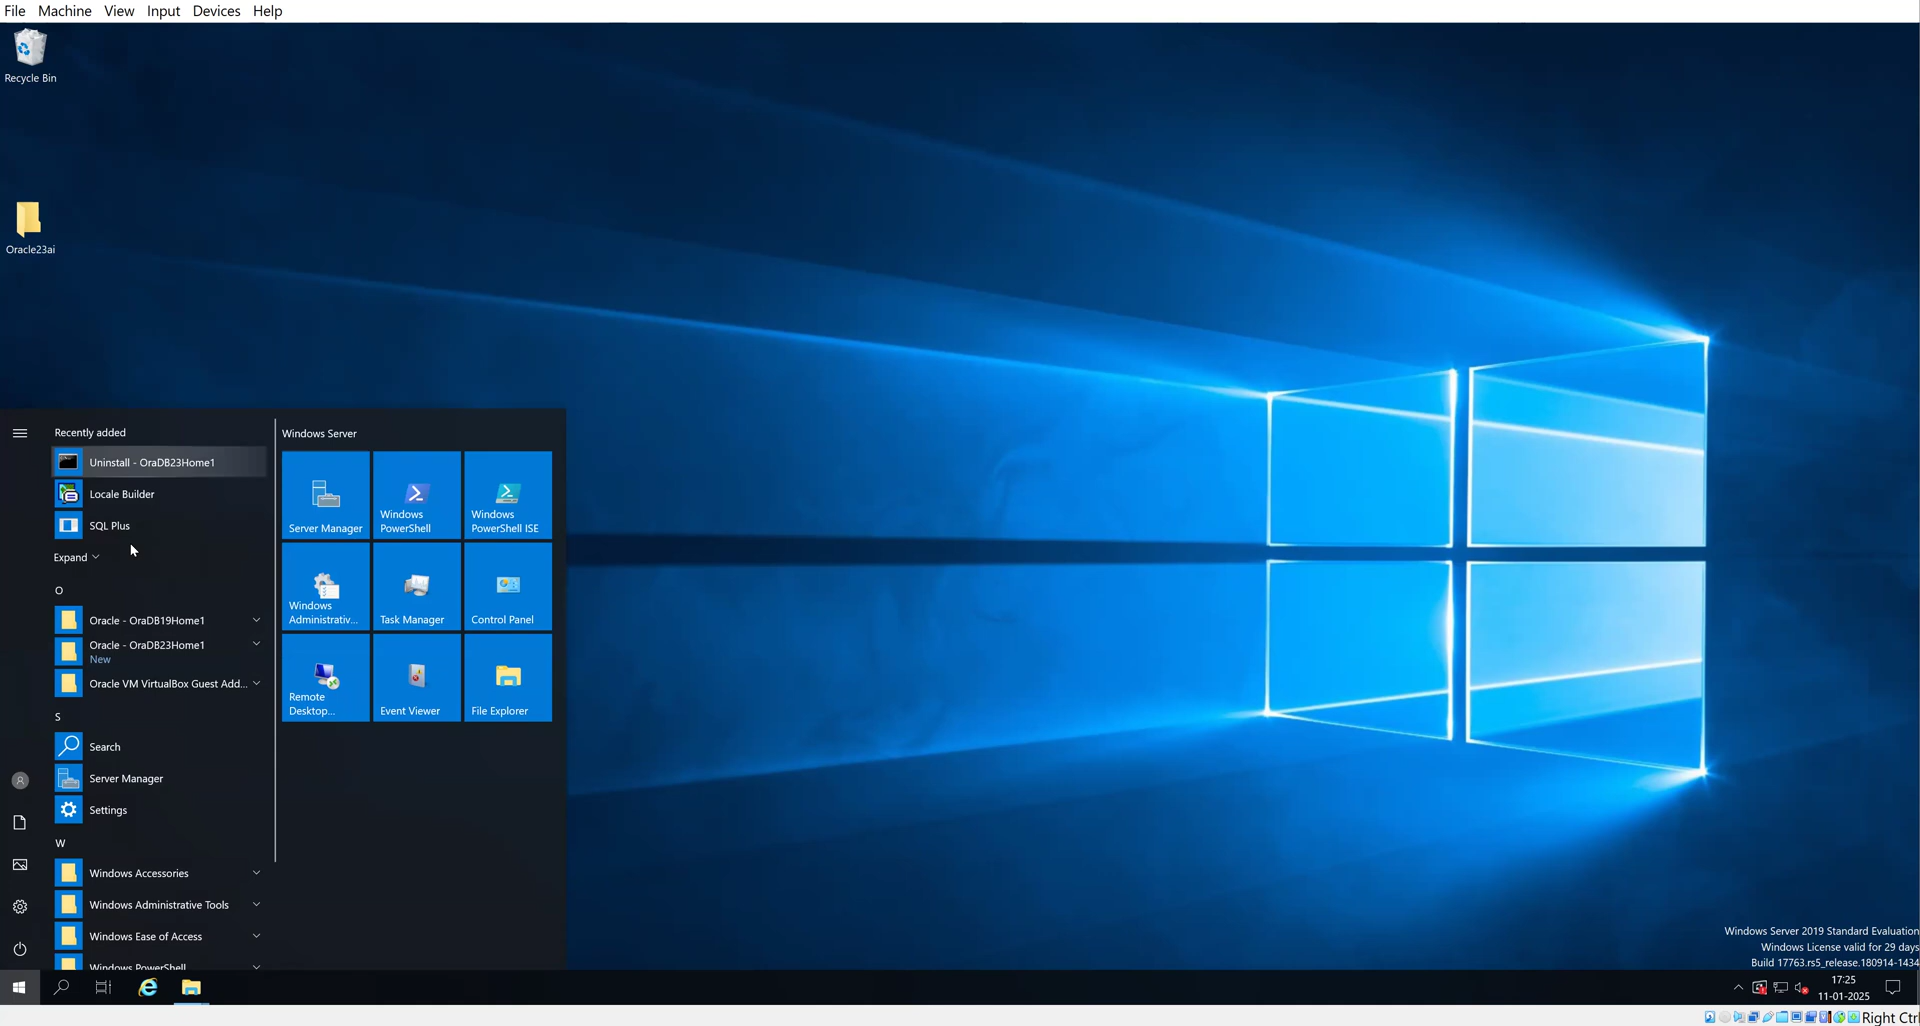 File Machine View Input Devices Help
Recycle Bin
Oracle23ai
Recently added
Uninstall - OraDB23Home1
Locale Builder
SQL Plus
Expand
O
Oracle - OraDB19Home1
Oracle - OraDB23Home1
New
Oracle VM VirtualBox Guest Add...
S
Search
Server Manager
Settings
W
Windows Accessories
Windows Administrative Tools
Windows Ease of Access
Windows PowerShell
Windows Server
Server Manager
Windows
PowerShell
Windows
PowerShell ISE
Windows
Administrativ...
Task Manager
Control Panel
Remote
Desktop...
Event Viewer
File Explorer
Windows Server 2019 Standard Evaluation
Windows License valid for 29 days
Build 17763.rs5_release.180914-1434
17:25
11-01-2025
Right Ctrl